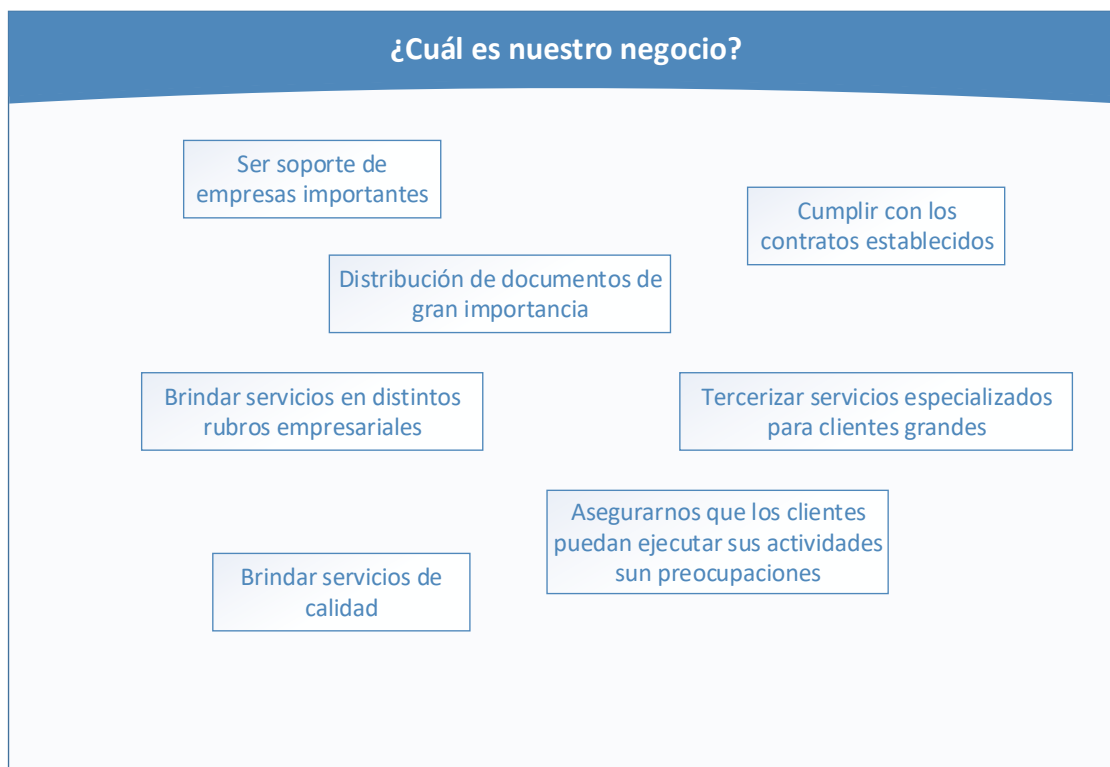 ¿Cuál es nuestro negocio?
Ser soporte de
empresas importantes
Cumplir con los
contratos establecidos
Distribución de documentos de
gran importancia
Brindar servicios en distintos
rubros empresariales
Tercerizar servicios especializados
para clientes grandes
Asegurarnos que los clientes
puedan ejecutar sus actividades
sun preocupaciones
Brindar servicios de
calidad